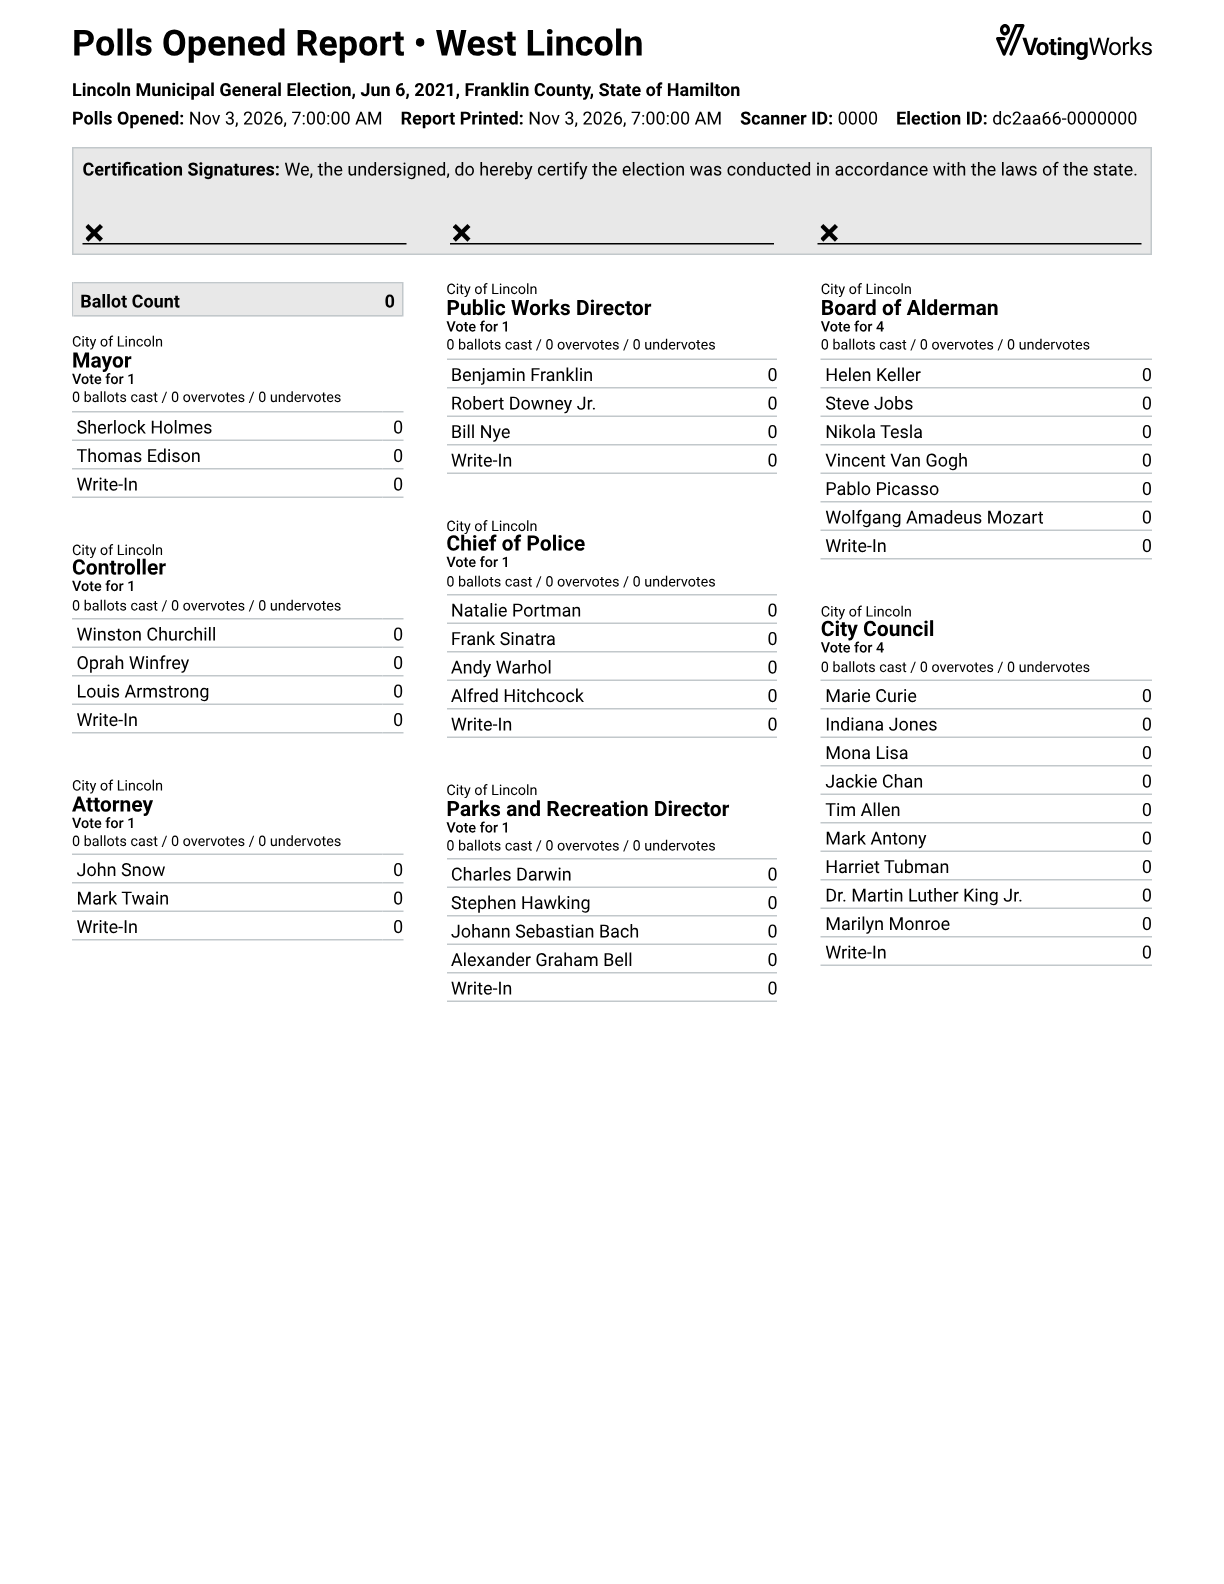 Polls Opened Report • West Lincoln
VotingWorks
Lincoln Municipal General Election, Jun 6, 2021, Franklin County, State of Hamilton
Polls Opened: Nov 3, 2026, 7:00:00 AM Report Printed: Nov 3, 2026, 7:00:00 AM Scanner ID: 0000 Election ID: dc2aa66-0000000
Certification Signatures: We, the undersigned, do hereby certify the election was conducted in accordance with the laws of the state.
Ballot Count 0
City of Lincoln
Mayor
Vote for 1
0 ballots cast / 0 overvotes / 0 undervotes
Sherlock Holmes 0
Thomas Edison 0
Write-In 0
City of Lincoln
Controller
Vote for 1
0 ballots cast / 0 overvotes / 0 undervotes
Winston Churchill 0
Oprah Winfrey 0
Louis Armstrong 0
Write-In 0
City of Lincoln
Attorney
Vote for 1
0 ballots cast / 0 overvotes / 0 undervotes
John Snow 0
Mark Twain 0
Write-In 0
City of Lincoln
Public Works Director
Vote for 1
0 ballots cast / 0 overvotes / 0 undervotes
Benjamin Franklin 0
Robert Downey Jr. 0
Bill Nye 0
Write-In 0
City of Lincoln
Chief of Police
Vote for 1
0 ballots cast / 0 overvotes / 0 undervotes
Natalie Portman 0
Frank Sinatra 0
Andy Warhol 0
Alfred Hitchcock 0
Write-In 0
City of Lincoln
Parks and Recreation Director
Vote for 1
0 ballots cast / 0 overvotes / 0 undervotes
Charles Darwin 0
Stephen Hawking 0
Johann Sebastian Bach 0
Alexander Graham Bell 0
Write-In 0
City of Lincoln
Board of Alderman
Vote for 4
0 ballots cast / 0 overvotes / 0 undervotes
Helen Keller 0
Steve Jobs 0
Nikola Tesla 0
Vincent Van Gogh 0
Pablo Picasso 0
Wolfgang Amadeus Mozart 0
Write-In 0
City of Lincoln
City Council
Vote for 4
0 ballots cast / 0 overvotes / 0 undervotes
Marie Curie 0
Indiana Jones 0
Mona Lisa 0
Jackie Chan 0
Tim Allen 0
Mark Antony 0
Harriet Tubman 0
Dr. Martin Luther King Jr. 0
Marilyn Monroe 0
Write-In 0